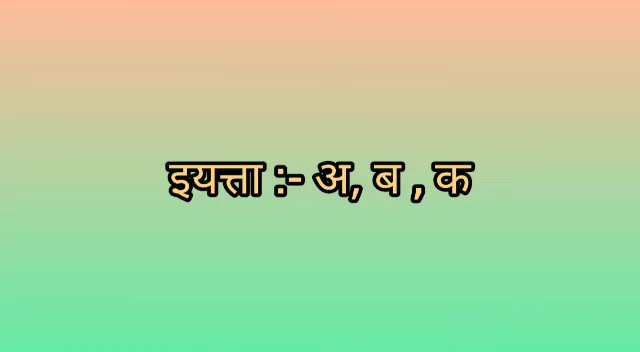 इयत्ता :- अ, ब , क